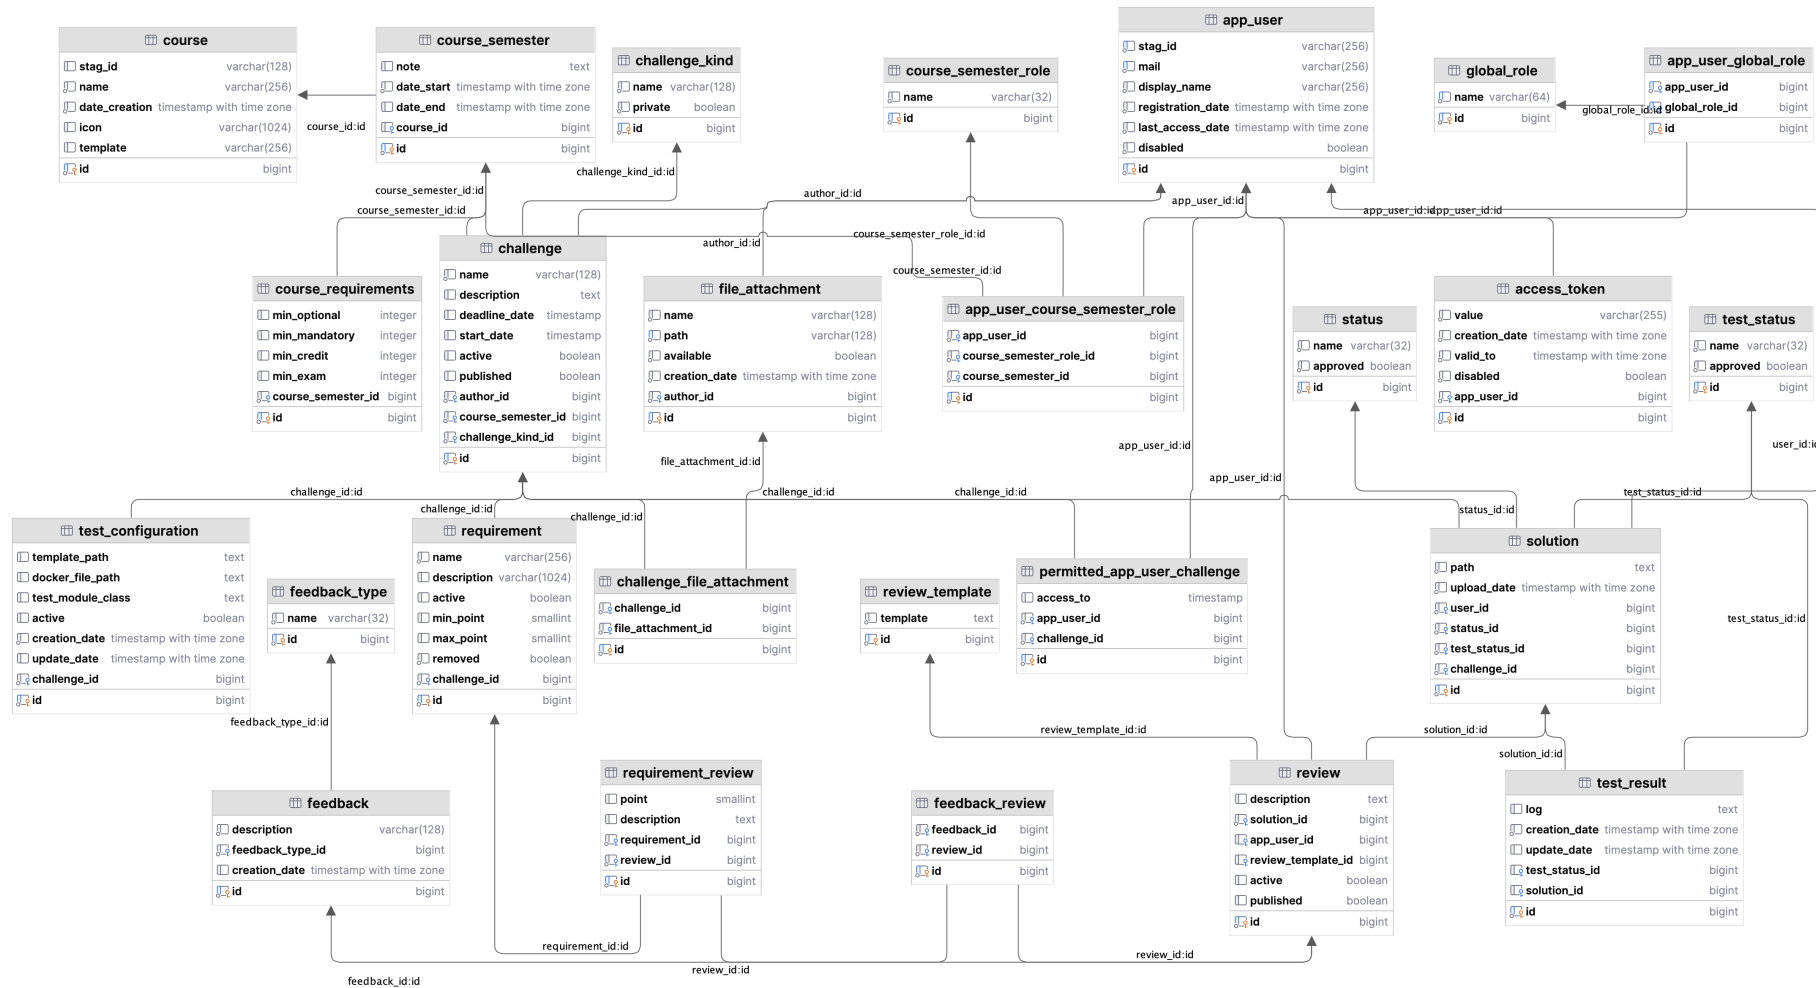 course
stag_id varchar(128)
name varchar(256)
date_creation timestamp with time zone
icon varchar(1024)
template varchar(256)
id bigint
course_id:id
course_semester
note text
date_start timestamp with time zone
date_end timestamp with time zone
course_id bigint
id bigint
challenge_kind
name varchar(128)
private boolean
id bigint
course_semester_role
name varchar(32)
id bigint
app_user
stag_id varchar(256)
mail varchar(256)
display_name varchar(256)
registration_date timestamp with time zone
last_access_date timestamp with time zone
disabled boolean
id bigint
global_role
name varchar(64)
id bigint
global_role_id:id
app_user_global_role
app_user_id bigint
global_role_id bigint
id bigint
challenge_kind_id:id
course_semester_id:id
course_semester_id:id
author_id:id
author_id:id
app_user_id:id
app_user_id:id
app_user_id:id
course_semester_role_id:id
course_semester_id:id
course_requirements
min_optional integer
min_mandatory integer
min_credit integer
min_exam integer
course_semester_id bigint
id bigint
challenge
name varchar(128)
description text
deadline_date timestamp
start_date timestamp
active boolean
published boolean
author_id bigint
course_semester_id bigint
challenge_kind_id bigint
id bigint
file_attachment
name varchar(128)
path varchar(128)
available boolean
creation_date timestamp with time zone
author_id bigint
id bigint
app_user_course_semester_role
app_user_id bigint
course_semester_role_id bigint
course_semester_id bigint
id bigint
status
name varchar(32)
approved boolean
id bigint
access_token
value varchar(255)
creation_date timestamp with time zone
valid_to timestamp with time zone
disabled boolean
app_user_id bigint
id bigint
test_status
name varchar(32)
approved boolean
id bigint
app_user_id:id
user_id:id
file_attachment_id:id
app_user_id:id
challenge_id:id
challenge_id:id
challenge_id:id
challenge_id:id
challenge_id:id
test_status_id:id
status_id:id
test_configuration
template_path text
docker_file_path text
test_module_class text
active boolean
creation_date timestamp with time zone
update_date timestamp with time zone
challenge_id bigint
id bigint
feedback_type
name varchar(32)
id bigint
requirement
name varchar(256)
description varchar(1024)
active boolean
min_point smallint
max_point smallint
removed boolean
challenge_id bigint
id bigint
challenge_file_attachment
challenge_id bigint
file_attachment_id bigint
id bigint
review_template
template text
id bigint
permitted_app_user_challenge
access_to timestamp
app_user_id bigint
challenge_id bigint
id bigint
solution
path text
upload_date timestamp with time zone
user_id bigint
status_id bigint
test_status_id bigint
challenge_id bigint
id bigint
test_status_id:id
feedback_type_id:id
review_template_id:id
solution_id:id
solution_id:id
feedback
description varchar(128)
feedback_type_id bigint
creation_date timestamp with time zone
id bigint
requirement_review
point smallint
description text
requirement_id bigint
review_id bigint
id bigint
feedback_review
feedback_id bigint
review_id bigint
id bigint
review
description text
solution_id bigint
app_user_id bigint
review_template_id bigint
active boolean
published boolean
id bigint
test_result
log text
creation_date timestamp with time zone
update_date timestamp with time zone
test_status_id bigint
solution_id bigint
id bigint
requirement_id:id
review_id:id
review_id:id
feedback_id:id